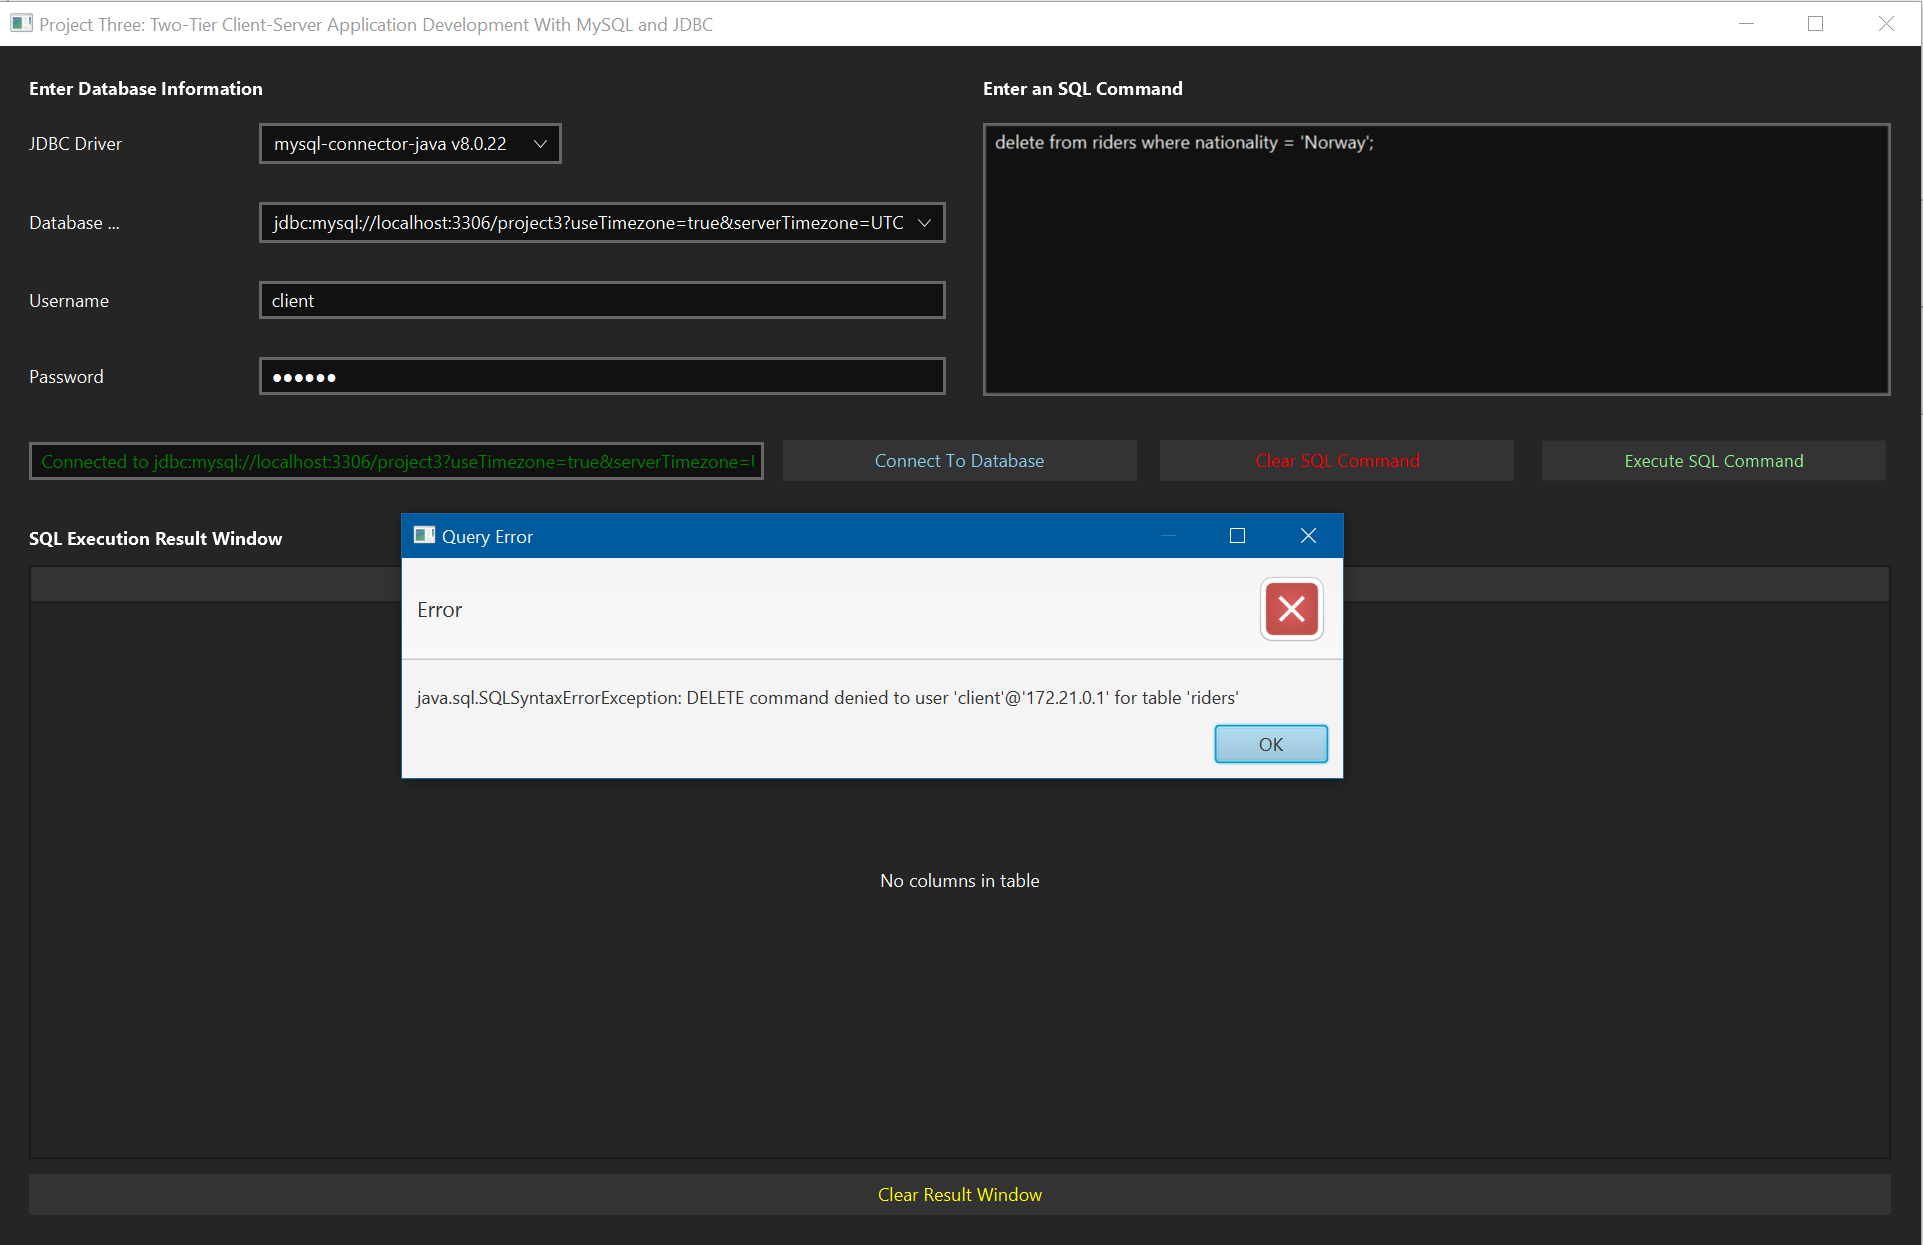 Project Three: Two-Tier Client-Server Application Development With MySQL and JDBC
Enter Database Information
JDBC Driver
mysql-connector-java v8.0.22
Database ...
jdbc:mysql://localhost:3306/project3?useTimezone=true&serverTimezone=UTC
Username
client
Password
••••••
Enter an SQL Command
delete from riders where nationality = 'Norway';
Connected to jdbc:mysql://localhost:3306/project3?useTimezone=true&serverTimezone=
Connect To Database
Clear SQL Command
Execute SQL Command
SQL Execution Result Window
Query Error
Error
java.sql.SQLSyntaxErrorException: DELETE command denied to user 'client'@'172.21.0.1' for table 'riders'
OK
No columns in table
Clear Result Window